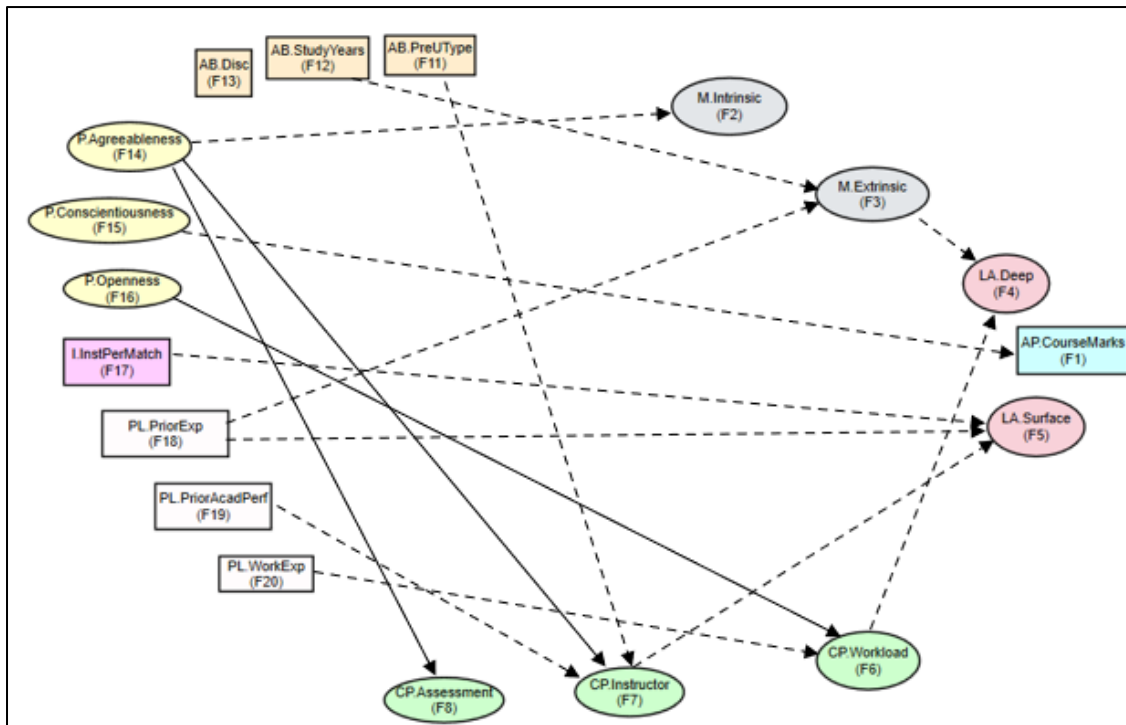 AB.Disc
(F13)
AB.StudyYears
(F12)
AB.PreUType
(F11)
M.Intrinsic
(F2)
P.Agreeableness
(F14)
M.Extrinsic
(F3)
P.Conscientiousness
(F15)
LA.Deep
(F4)
P.Openness
(F16)
AP.CourseMarks
(F1)
I.InstPerMatch
(F17)
LA.Surface
(F5)
PL.PriorExp
(F18)
PL.PriorAcadPerf
(F19)
PL.WorkExp
(F20)
CP.Workload
(F6)
CP.Instructor
(F7)
CP.Assessment
(F8)